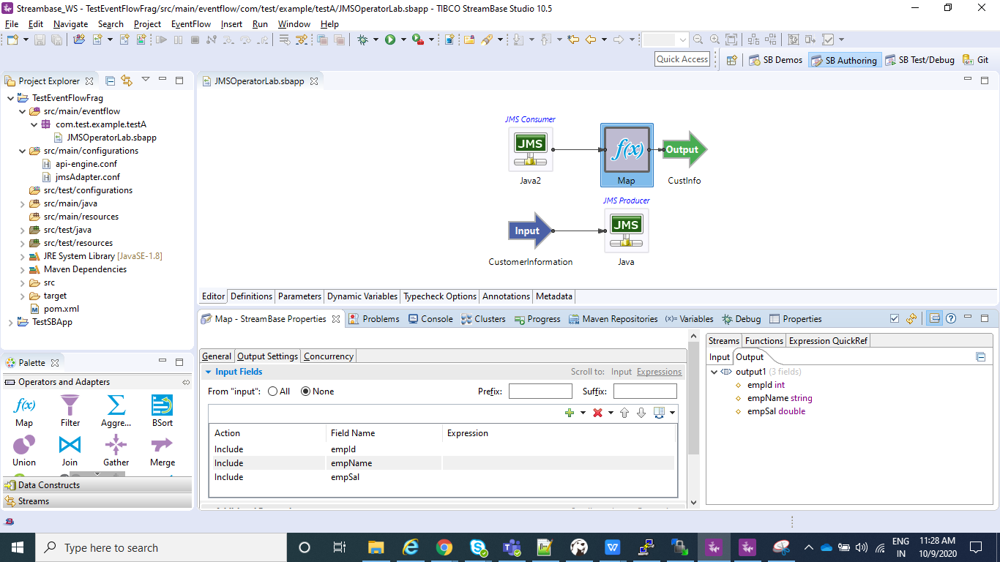 Streambase_WS - TestEventFlowFrag/src/main/eventflow/com/test/example/testA/JMSOperatorLab.sbapp - TIBCO StreamBase Studio 10.5
File Edit Navigate Search Project EventFlow Insert Run Window Help
Quick Access
SB Demos SB Authoring SB Test/Debug Git
Project Explorer
TestEventFlowFrag
src/main/eventflow
com.test.example.testA
JMSOperatorLab.sbapp
src/main/configurations
api-engine.conf
jmsAdapter.conf
src/test/configurations
src/main/java
src/main/resources
src/test/java
src/test/resources
JRE System Library [JavaSE-1.8]
Maven Dependencies
src
target
pom.xml
TestSBApp
Palette
Operators and Adapters
Map Filter Aggre... BSort
Union Join Gather Merge
Data Constructs
Streams
JMSOperatorLab.sbapp
JMS Consumer
JMS f(x) Output
Java2 Map CustInfo
JMS Producer
Input JMS
CustomerInformation Java
Editor Definitions Parameters Dynamic Variables Typecheck Options Annotations Metadata
Map - StreamBase Properties Problems Console Clusters Progress Maven Repositories (x)= Variables Debug Properties
General Output Settings Concurrency
Input Fields Scroll to: Input Expressions
From "input": All None Prefix: Suffix:
Action Field Name Expression
Include empId
Include empName
Include empSal
Streams Functions Expression QuickRef
Input Output
output1 (3 fields)
empId int
empName string
empSal double
Type here to search
ENG
IN
11:28 AM
10/9/2020